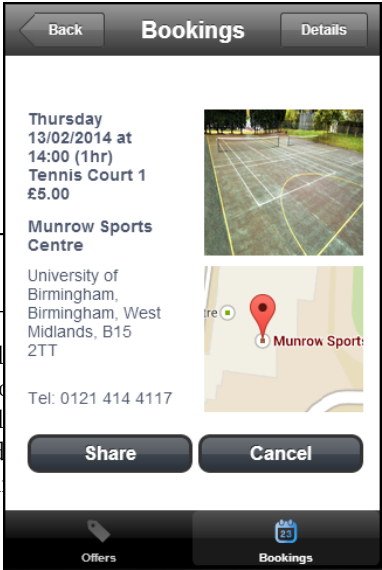 Back
Bookings
Details
Thursday
13/02/2014 at
14:00 (1hr)
Tennis Court 1
£5.00
Munrow Sports
Centre
University of
Birmingham,
Birmingham, West
Midlands, B15
2TT
Tel: 0121 414 4117
tre
Munrow Sports
Share
Cancel
23
Offers
Bookings